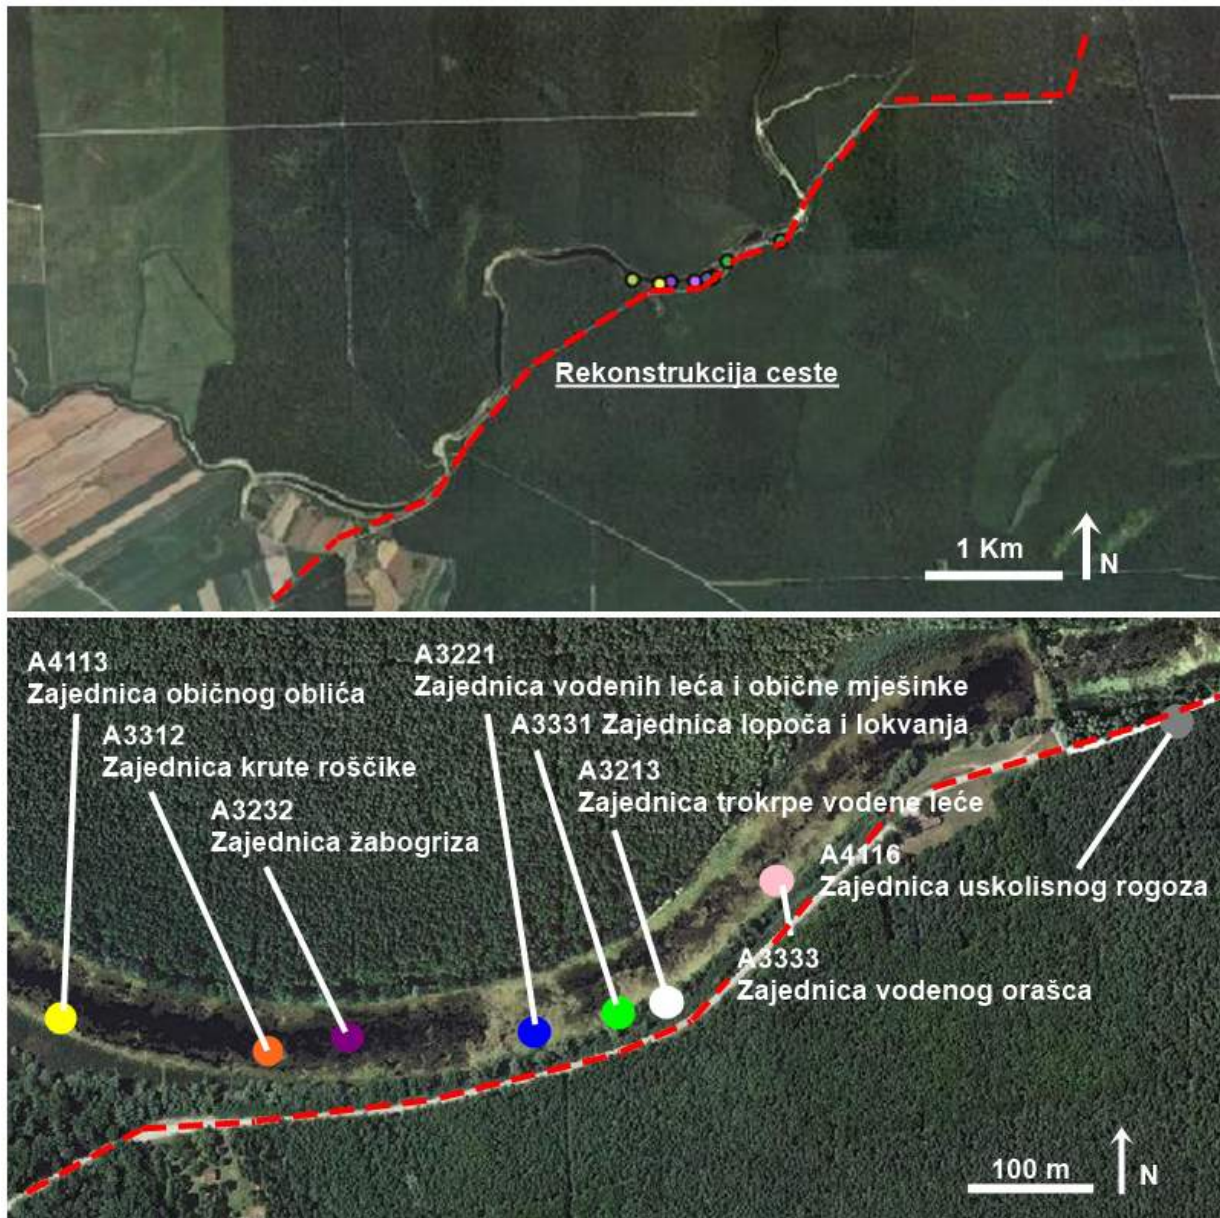 Rekonstrukcija ceste
1 Km
N
A4113
Zajednica običnog oblića
A3312
Zajednica krute roščike
A3232
Zajednica žabogriza
A3221
Zajednica vodenih leća i obične mješinke
A3331 Zajednica lopoča i lokvanja
A3213
Zajednica trokrpe vodene leće
A4116
Zajednica uskolisnog rogoza
A3333
Zajednica vodenog orašca
100 m
N